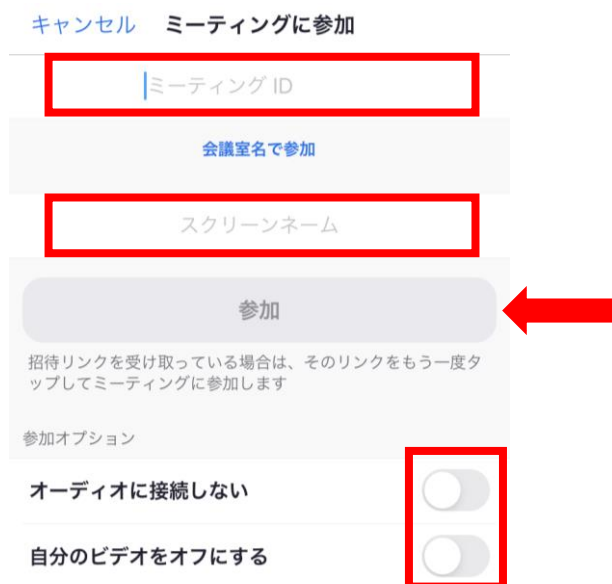 キャンセル ミーティングに参加
ミーティング ID
会議室名で参加
スクリーンネーム
参加
招待リンクを受け取っている場合は、そのリンクをもう一度タ
ップしてミーティングに参加します
参加オプション
オーディオに接続しない
自分のビデオをオフにする